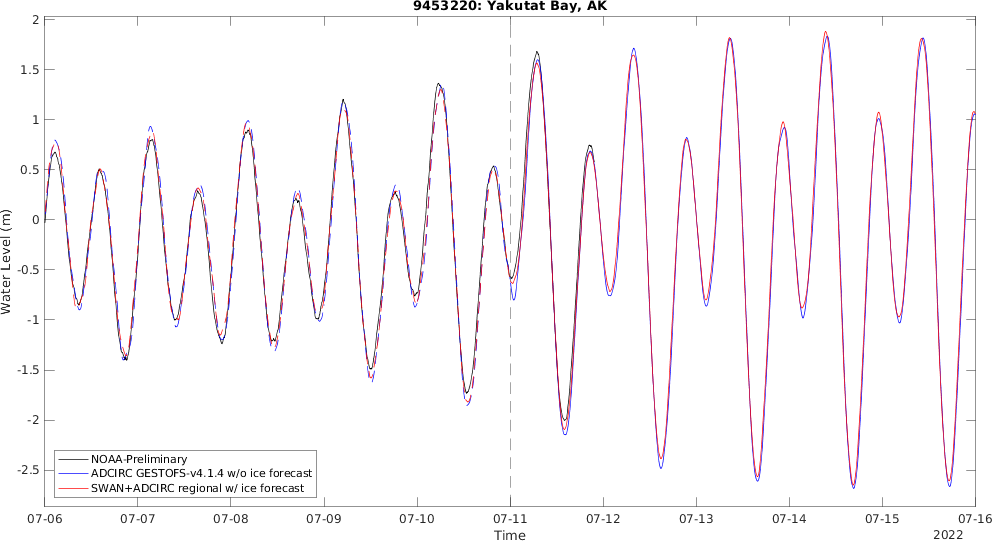 9453220: Yakutat Bay, AK
2
1.5
1
0.5
0
-0.5
-1
-1.5
-2
-2.5
Water Level (m)
NOAA-Preliminary
ADCIRC GESTOFS-v4.1.4 w/o ice forecast
SWAN+ADCIRC regional w/ ice forecast
07-06 07-07 07-08 07-09 07-10 07-11 07-12 07-13 07-14 07-15 07-16
Time
2022